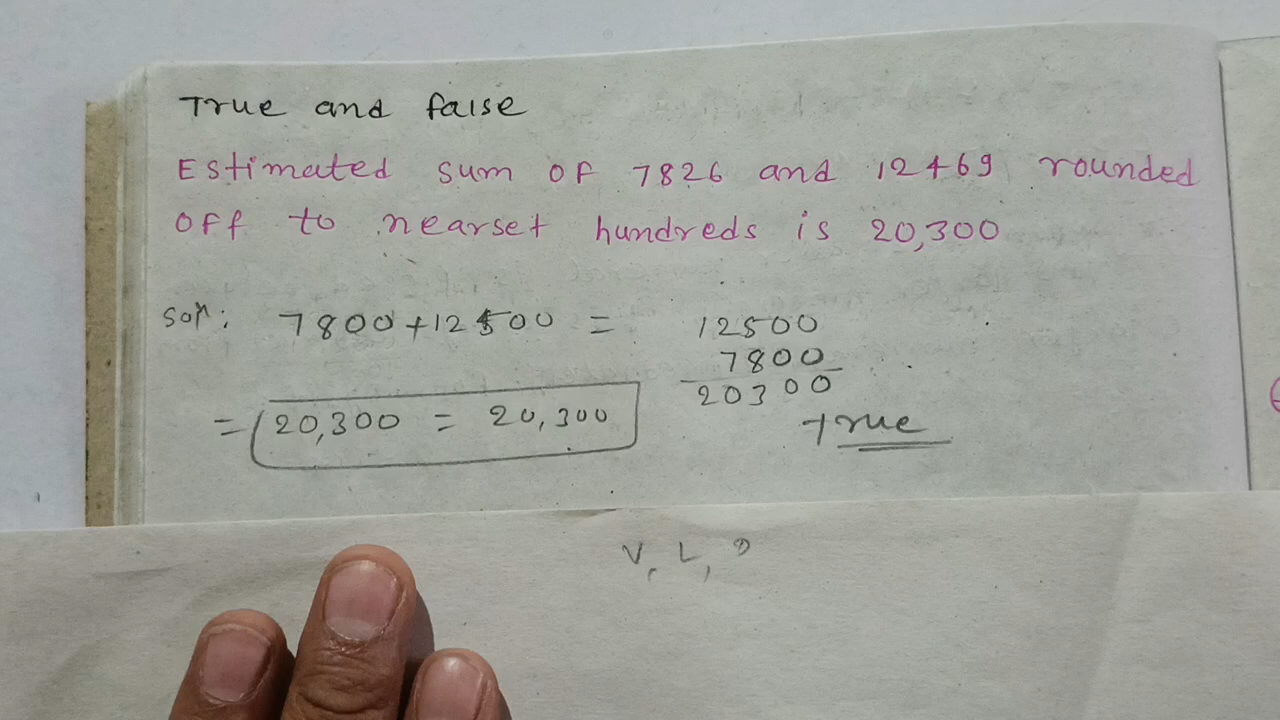 True and false
Estimated sum of 7826 and 12469 rounded
off to nearset hundreds is 20,300
Soln: 7800+12500 = 12500
7800
20300
= 20,300 = 20,300
True
V, L,